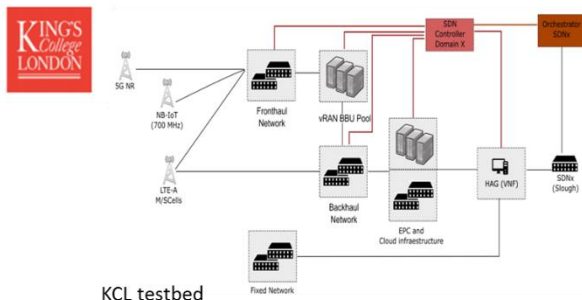 KING'S
College
LONDON
SDN
Controller
Domain X
Orchestrator
SDNx
5G NR
NB-IoT
(700 MHz)
Fronthaul
Network
vRAN BBU Pool
LTE-A
M/SCells
Backhaul
Network
EPC and
Cloud infraestructure
HAG (VNF)
SDNx
(Slough)
Fixed Network
KCL testbed